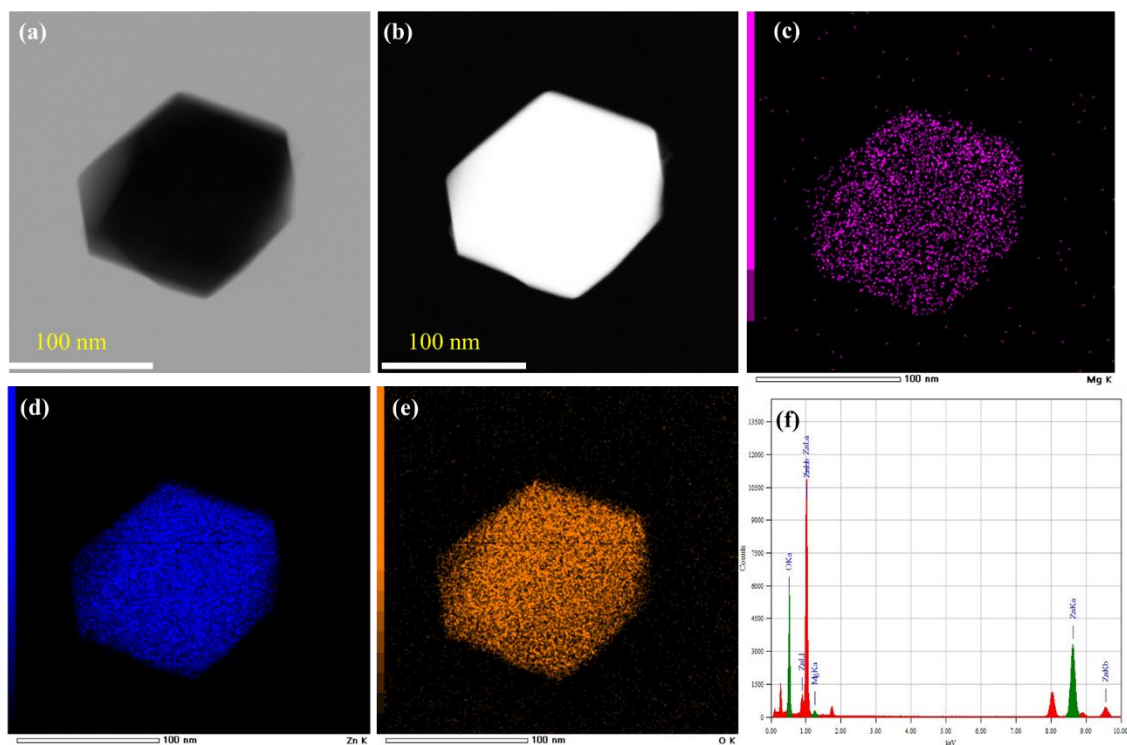 (a)
100 nm
(b)
100 nm
(c)
100 nm
Mg K
(d)
100 nm
Zn K
(e)
100 nm
O K
(f)
Counts
13500
12000
10500
9000
7500
6000
4500
3000
1500
0
OKa
ZnLl
ZnLa
MgKa
ZnKa
ZnKb
0.00 1.00 2.00 3.00 4.00 5.00 6.00 7.00 8.00 9.00 10.00
keV